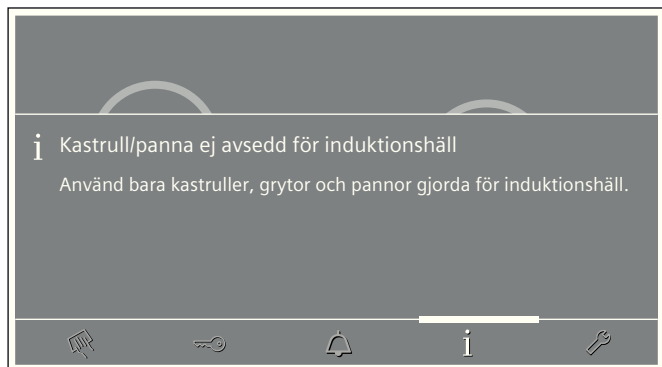 i Kastrull/panna ej avsedd för induktionshäll
Använd bara kastruller, grytor och pannor gjorda för induktionshäll.
i